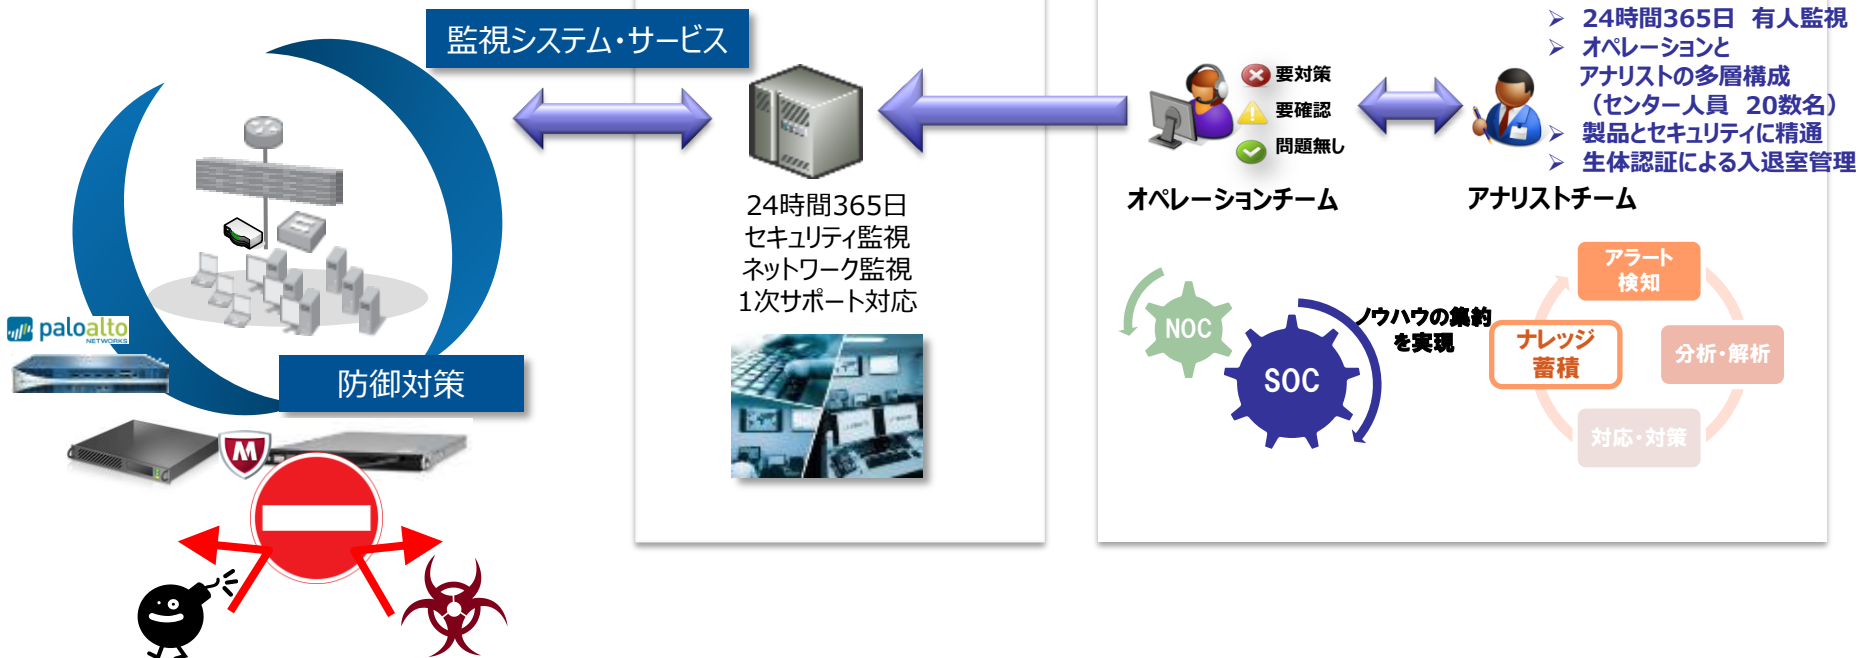 監視システム・サービス
24時間365日
セキュリティ監視
ネットワーク監視
1次サポート対応
paloalto
NETWORKS
防御対策
M
要対策
要確認
問題無し
オペレーションチーム
アナリストチーム
➢ 24時間365日 有人監視
➢ オペレーションと
アナリストの多層構成
（センター人員 20数名）
➢ 製品とセキュリティに精通
➢ 生体認証による入退室管理
NOC
SOC
ノウハウの集約
を実現
アラート
検知
分析・解析
対応・対策
ナレッジ
蓄積